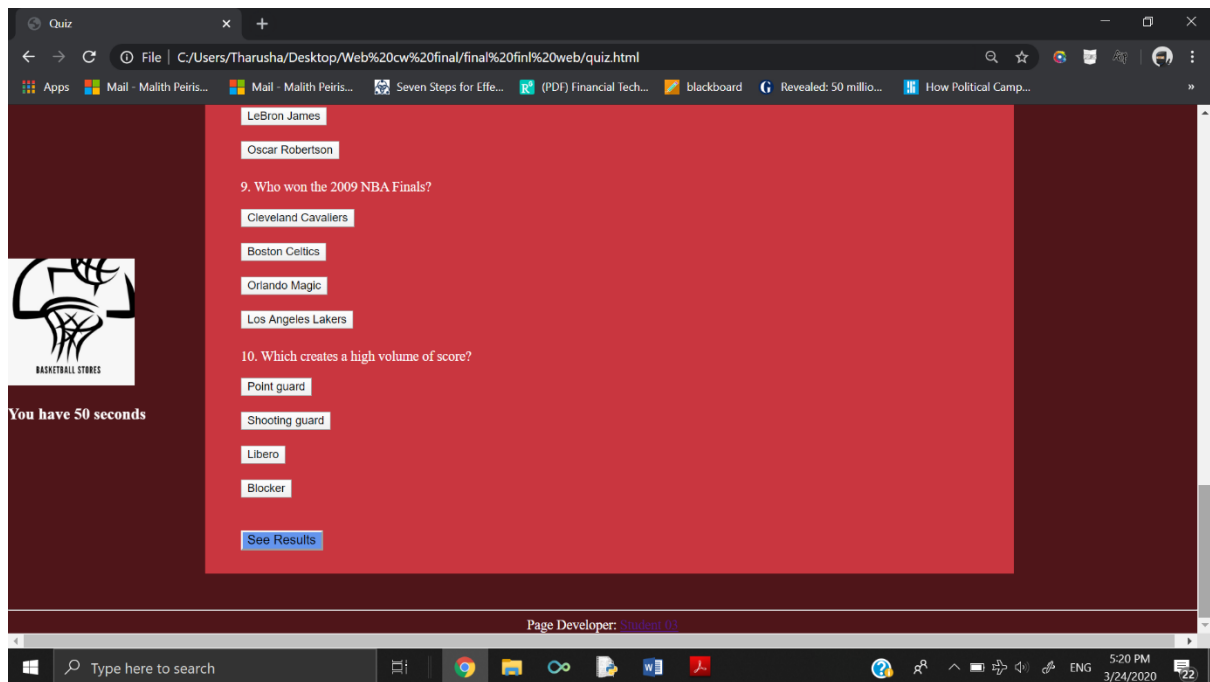 Quiz
File | C:/Users/Tharusha/Desktop/Web%20cw%20final/final%20finl%20web/quiz.html
Apps Mail - Malith Peiris... Mail - Malith Peiris... Seven Steps for Effe... (PDF) Financial Tech... blackboard Revealed: 50 millio... How Political Camp... »
LeBron James
Oscar Robertson
9. Who won the 2009 NBA Finals?
Cleveland Cavaliers
Boston Celtics
Orlando Magic
Los Angeles Lakers
10. Which creates a high volume of score?
Point guard
Shooting guard
Libero
Blocker
See Results
BASKETBALL STORES
You have 50 seconds
Page Developer: Student 03
Type here to search
ENG
5:20 PM
3/24/2020
22